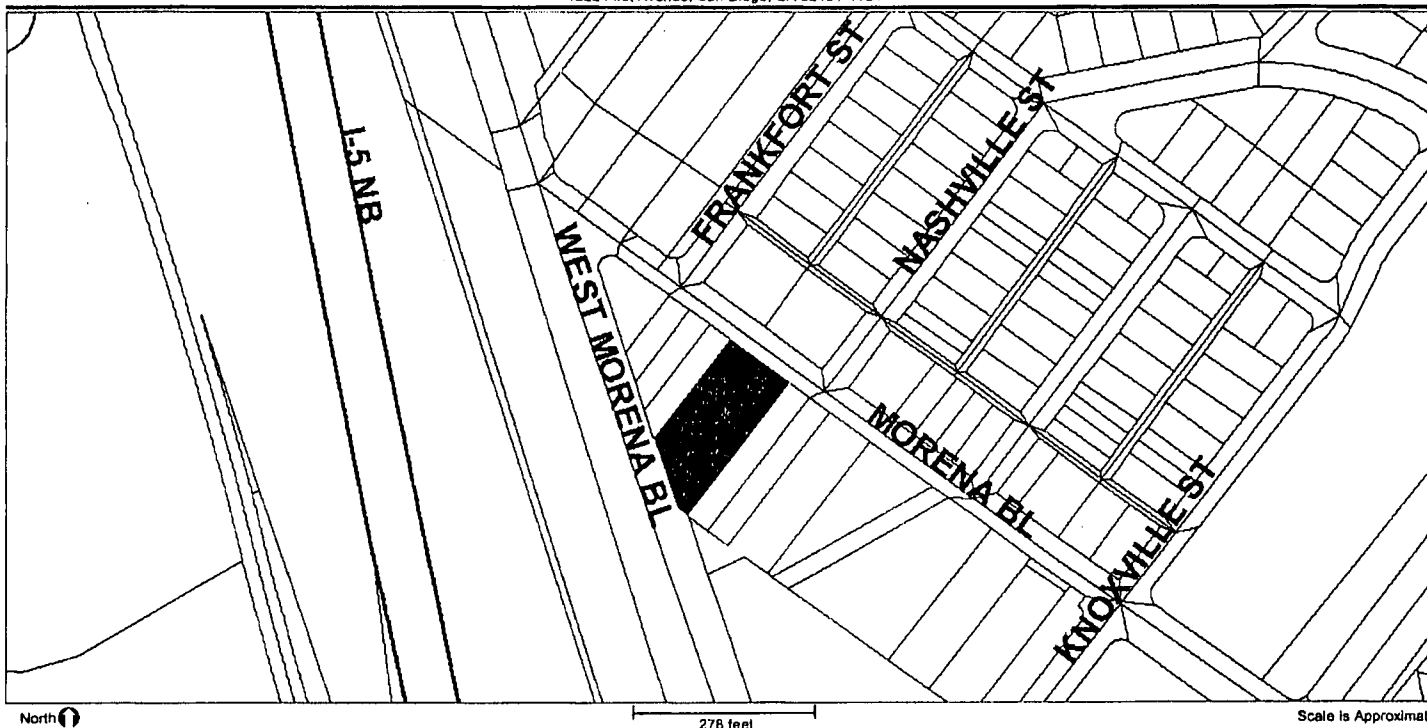 I-5 NB
FRANKFORT ST
NASHVILLE ST
WEST MORENA BL
MORENA BL
KNOXVILLE ST
North
278 feet
Scale is Approximat